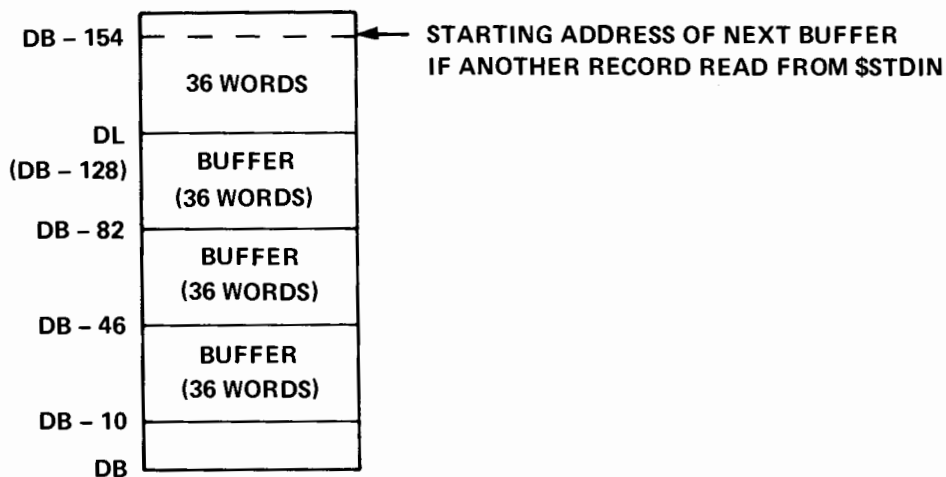 DB – 154
STARTING ADDRESS OF NEXT BUFFER
IF ANOTHER RECORD READ FROM $STDIN
36 WORDS
DL
(DB – 128)
BUFFER
(36 WORDS)
DB – 82
BUFFER
(36 WORDS)
DB – 46
BUFFER
(36 WORDS)
DB – 10
DB